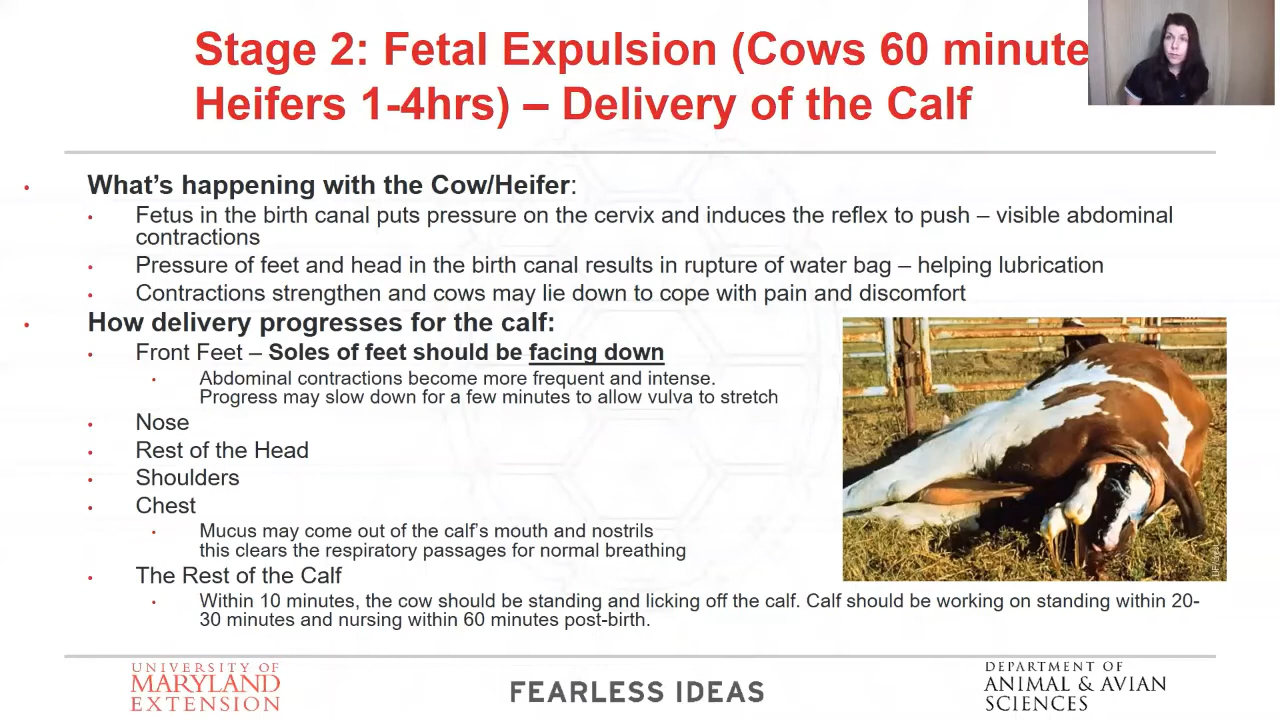 Stage 2: Fetal Expulsion (Cows 60 minute
Heifers 1-4hrs) – Delivery of the Calf
• What’s happening with the Cow/Heifer:
• Fetus in the birth canal puts pressure on the cervix and induces the reflex to push – visible abdominal
contractions
• Pressure of feet and head in the birth canal results in rupture of water bag – helping lubrication
• Contractions strengthen and cows may lie down to cope with pain and discomfort
• How delivery progresses for the calf:
• Front Feet – Soles of feet should be facing down
• Abdominal contractions become more frequent and intense.
Progress may slow down for a few minutes to allow vulva to stretch
• Nose
• Rest of the Head
• Shoulders
• Chest
• Mucus may come out of the calf’s mouth and nostrils
this clears the respiratory passages for normal breathing
• The Rest of the Calf
• Within 10 minutes, the cow should be standing and licking off the calf. Calf should be working on standing within 20-
30 minutes and nursing within 60 minutes post-birth.
UNIVERSITY OF
MARYLAND
EXTENSION
FEARLESS IDEAS
DEPARTMENT OF
ANIMAL & AVIAN
SCIENCES